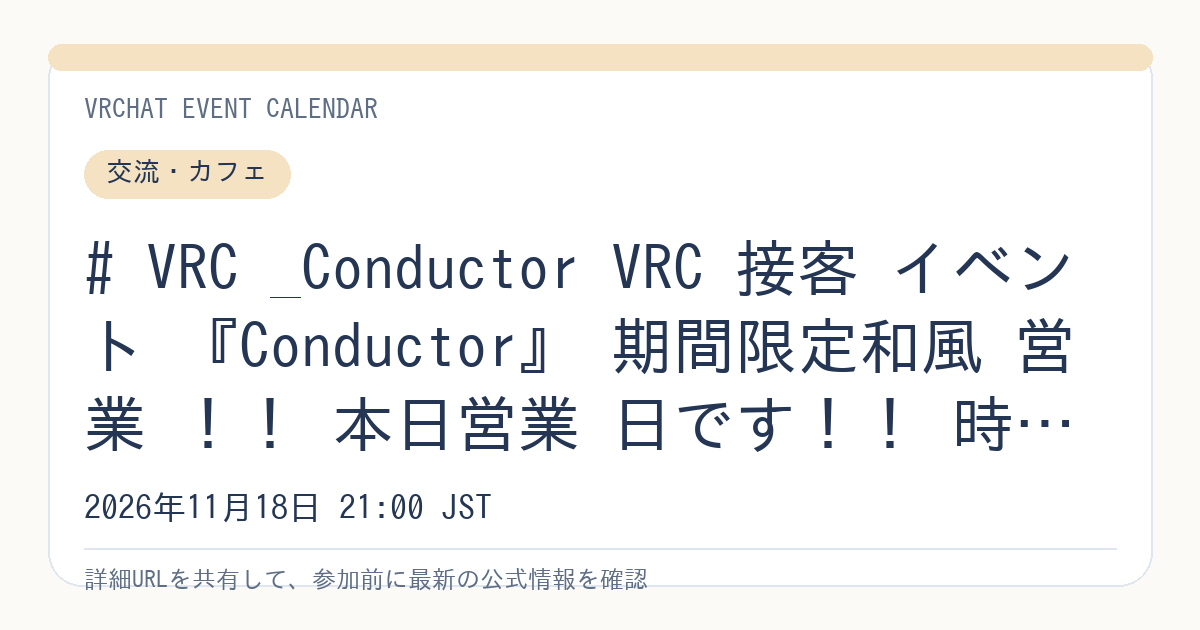 VRCHAT EVENT CALENDAR
交流・カフェ
# VRC _Conductor VRC 接客 イベン
ト 『Conductor』 期間限定和風 営
業 ！！ 本日営業 日です！！ 時…
2026年11月18日 21:00 JST
詳細URLを共有して、参加前に最新の公式情報を確認